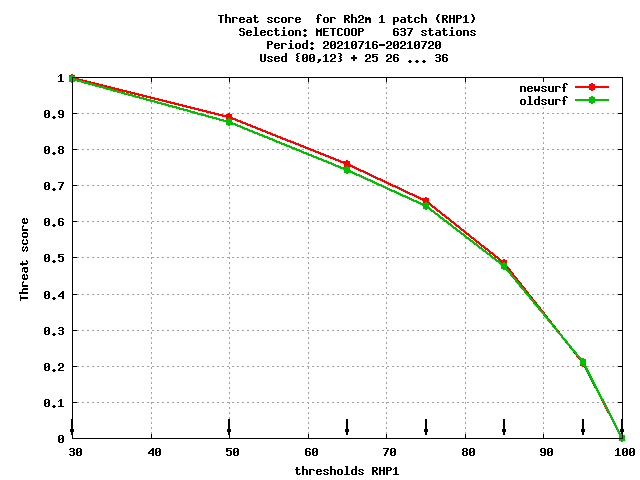 Threat score  for Rh2m 1 patch (RHP1)
Selection: METCOOP    637 stations
Period: 20210716-20210720
Used {00,12} + 25 26 ... 36
newsurf
oldsurf
1
0.9
0.8
0.7
0.6
0.5
0.4
0.3
0.2
0.1
0
Threat score
30 40 50 60 70 80 90 100
thresholds RHP1